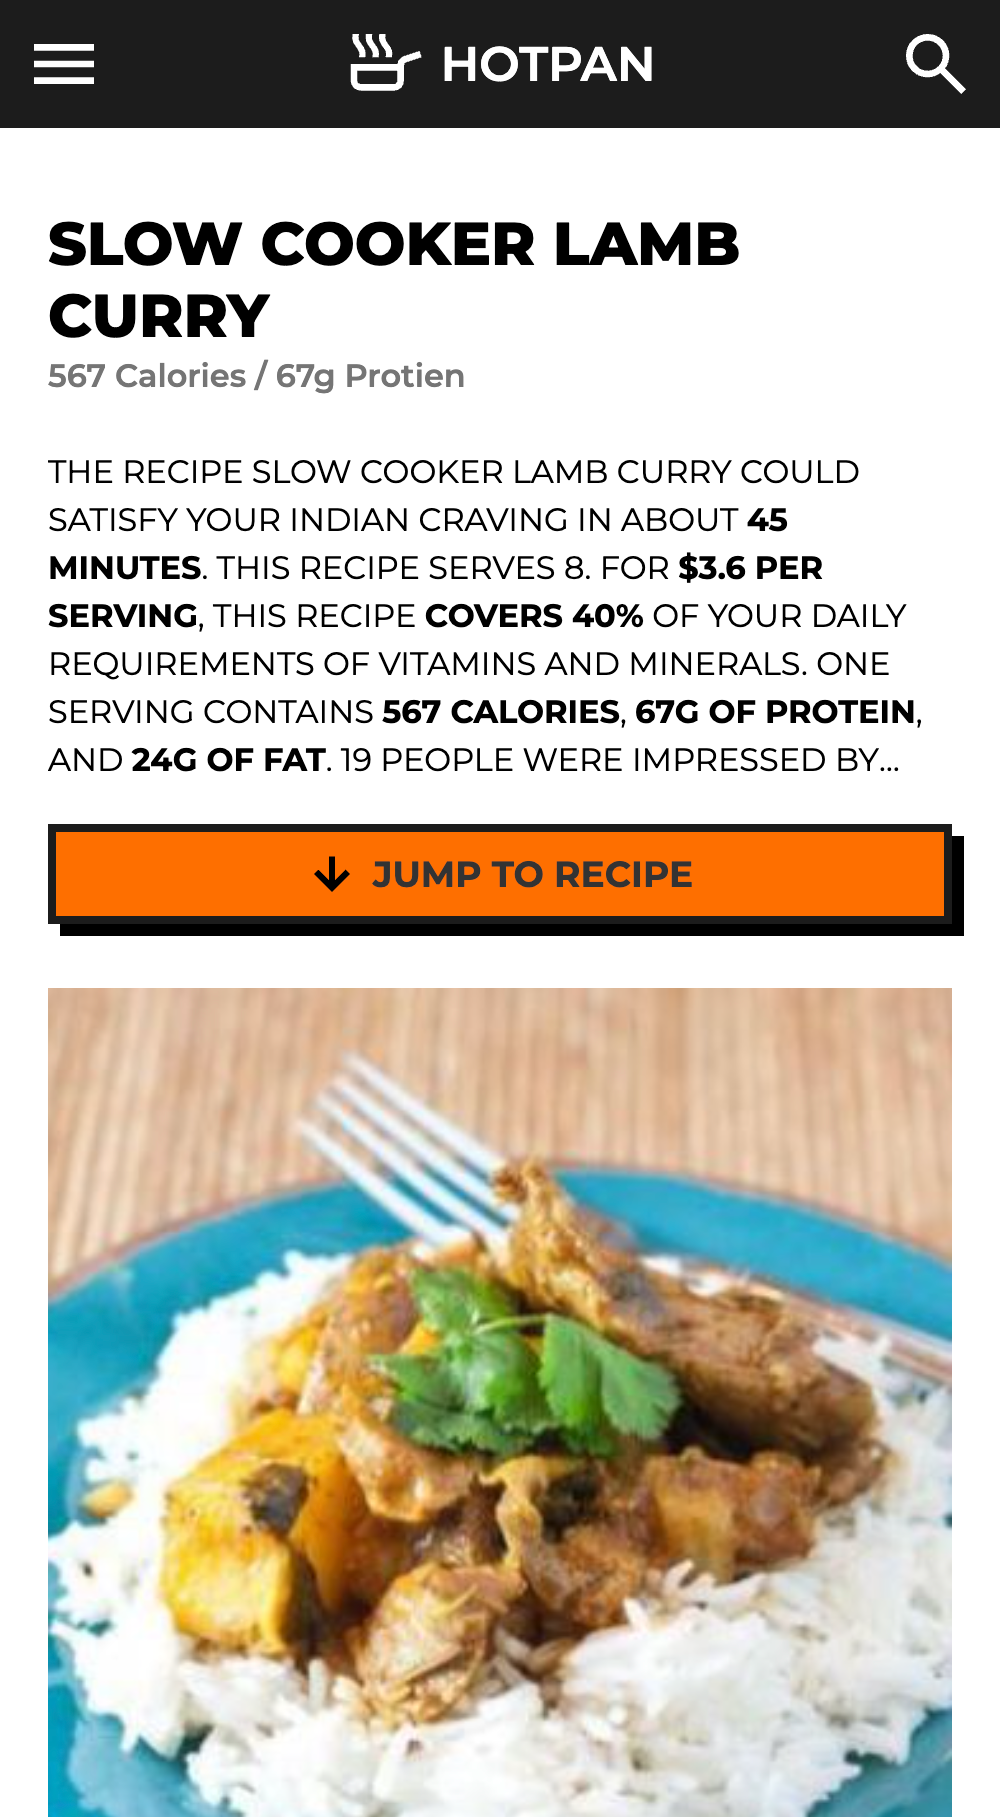 HOTPAN
SLOW COOKER LAMB
CURRY
567 Calories / 67g Protien
THE RECIPE SLOW COOKER LAMB CURRY COULD
SATISFY YOUR INDIAN CRAVING IN ABOUT 45
MINUTES. THIS RECIPE SERVES 8. FOR $3.6 PER
SERVING, THIS RECIPE COVERS 40% OF YOUR DAILY
REQUIREMENTS OF VITAMINS AND MINERALS. ONE
SERVING CONTAINS 567 CALORIES, 67G OF PROTEIN,
AND 24G OF FAT. 19 PEOPLE WERE IMPRESSED BY...
JUMP TO RECIPE